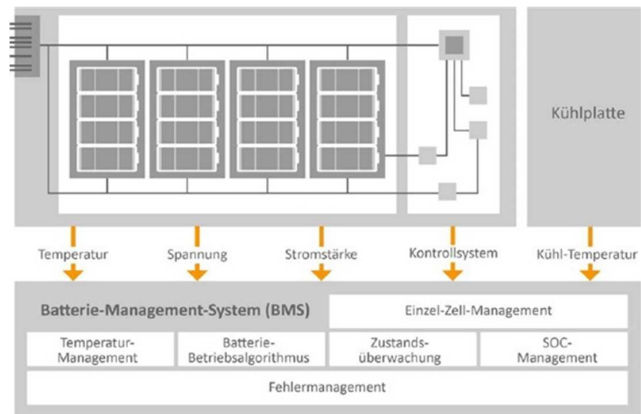 Kühlplatte
Temperatur
Spannung
Stromstärke
Kontrollsystem
Kühl-Temperatur
Batterie-Management-System (BMS)
Einzel-Zell-Management
Temperatur-
Management
Batterie-
Betriebsalgorithmus
Zustands-
überwachung
SOC-
Management
Fehlermanagement